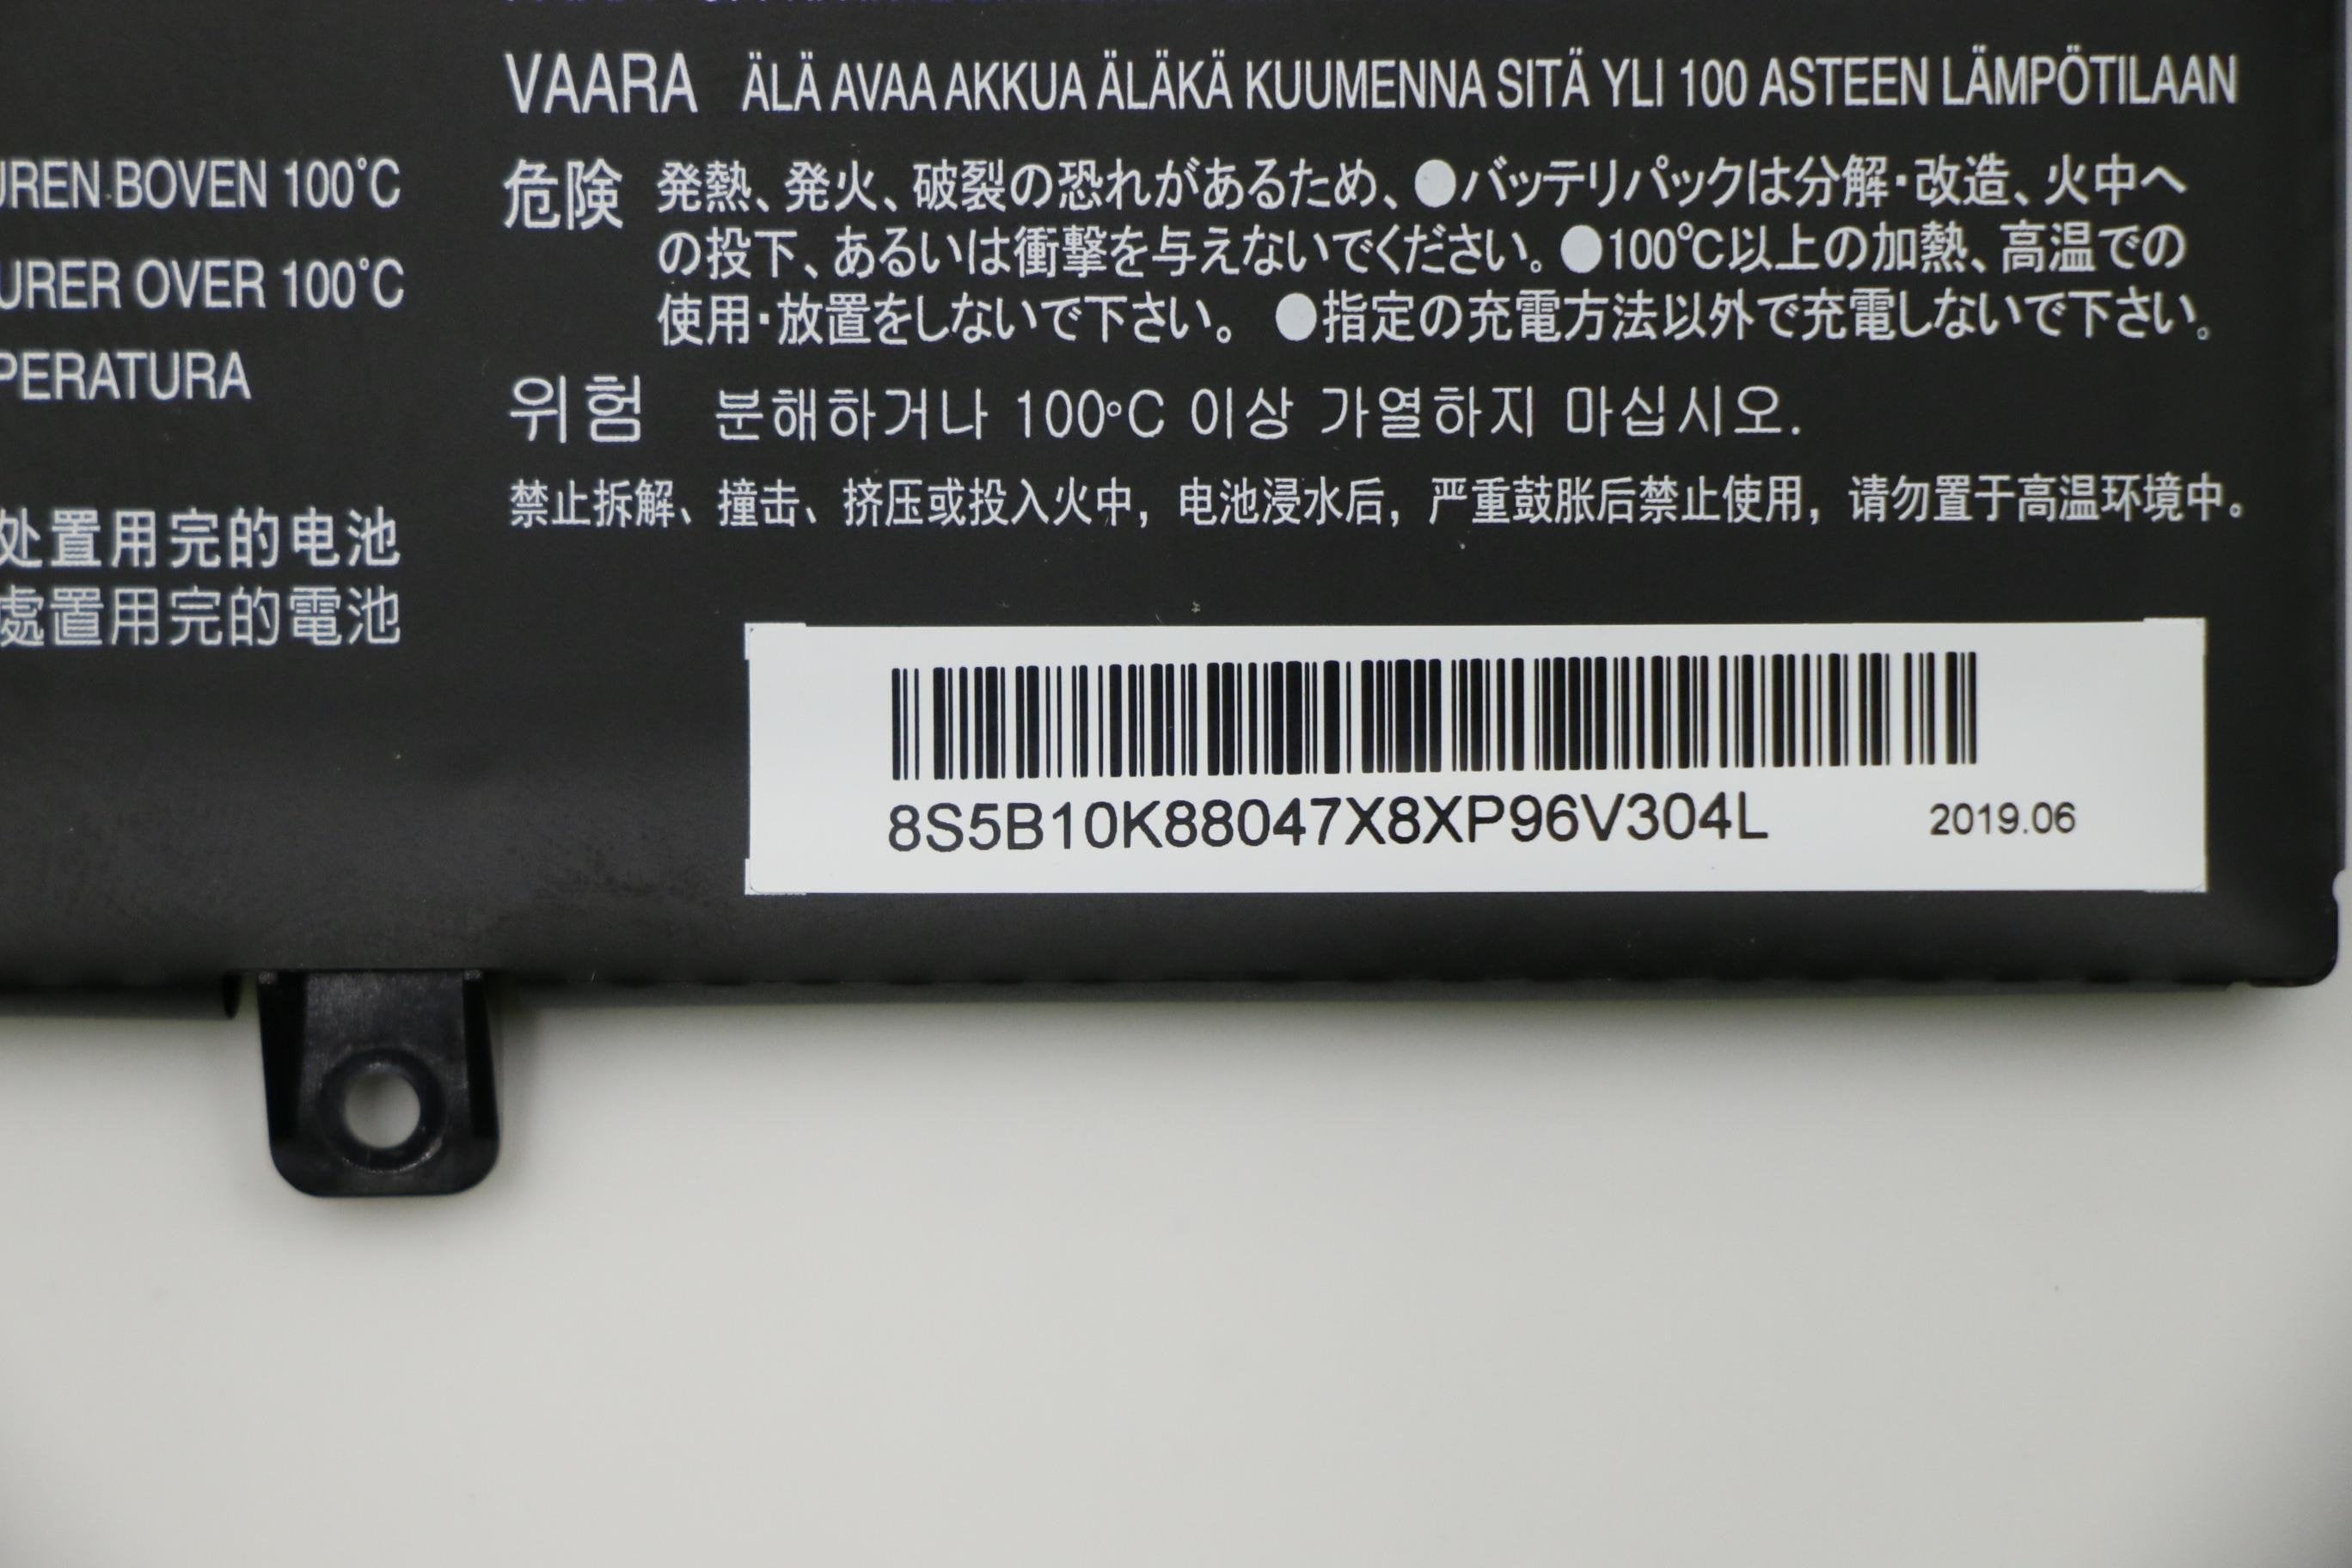 VAARA ÄLÄ AVAA AKKUA ÄLÄKÄ KUUMENNA SITÄ YLI 100 ASTEEN LÄMPÖTILAAN
UREN BOVEN 100°C
URER OVER 100°C
PERATURA
处置用完的电池
處置用完的電池
危険 発熱、発火、破裂の恐れがあるため、●バッテリパックは分解・改造、火中へ
の投下、あるいは衝撃を与えないでください。●100℃以上の加熱、高温での
使用・放置をしないで下さい。 ●指定の充電方法以外で充電しないで下さい。
위험 분해하거나 100°C 이상 가열하지 마십시오.
禁止拆解、撞击、挤压或投入火中，电池浸水后，严重鼓胀后禁止使用，请勿置于高温环境中。
8S5B10K88047X8XP96V304L 2019.06